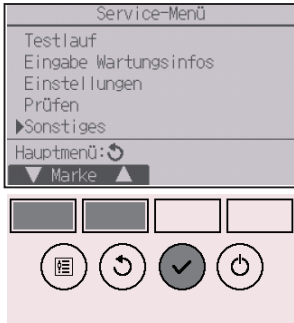 Service-Menü
Testlauf
Eingabe Wartungsinfos
Einstellungen
Prüfen
▶Sonstiges
Hauptmenü:
▼ Marke ▲